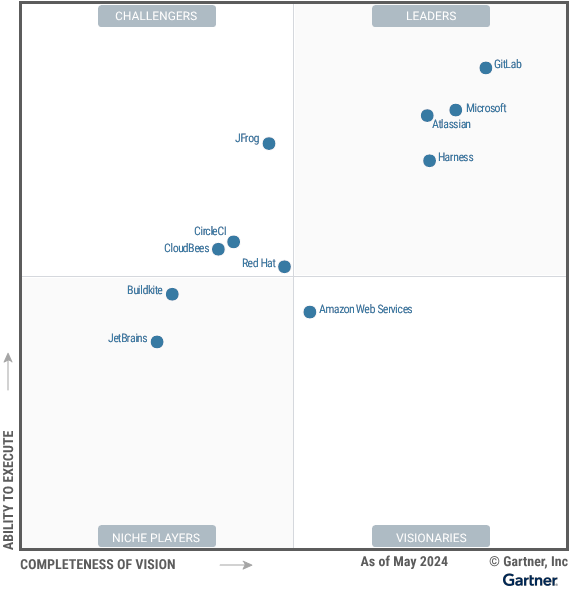 CHALLENGERS
LEADERS
GitLab
Microsoft
Atlassian
JFrog
Harness
CircleCI
CloudBees
Red Hat
Buildkite
Amazon Web Services
JetBrains
ABILITY TO EXECUTE
NICHE PLAYERS
VISIONARIES
COMPLETENESS OF VISION
As of May 2024
© Gartner, Inc
Gartner.